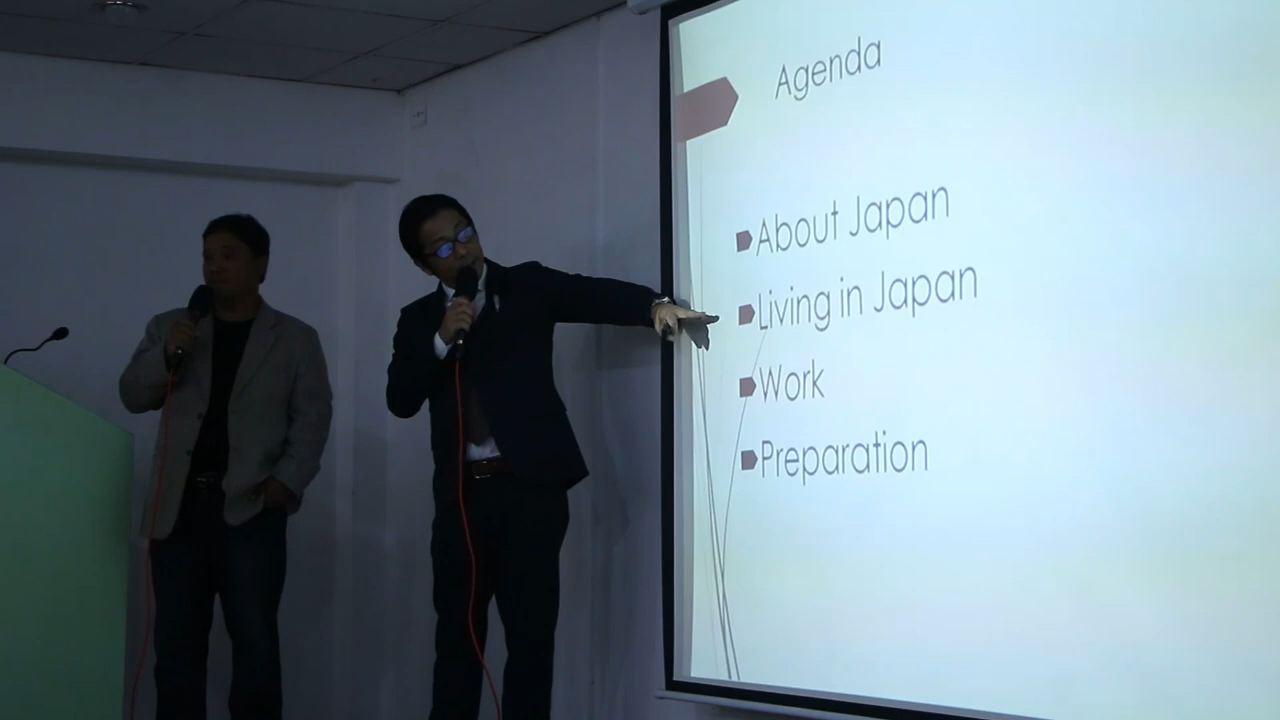 Agenda
About Japan
Living in Japan
Work
Preparation